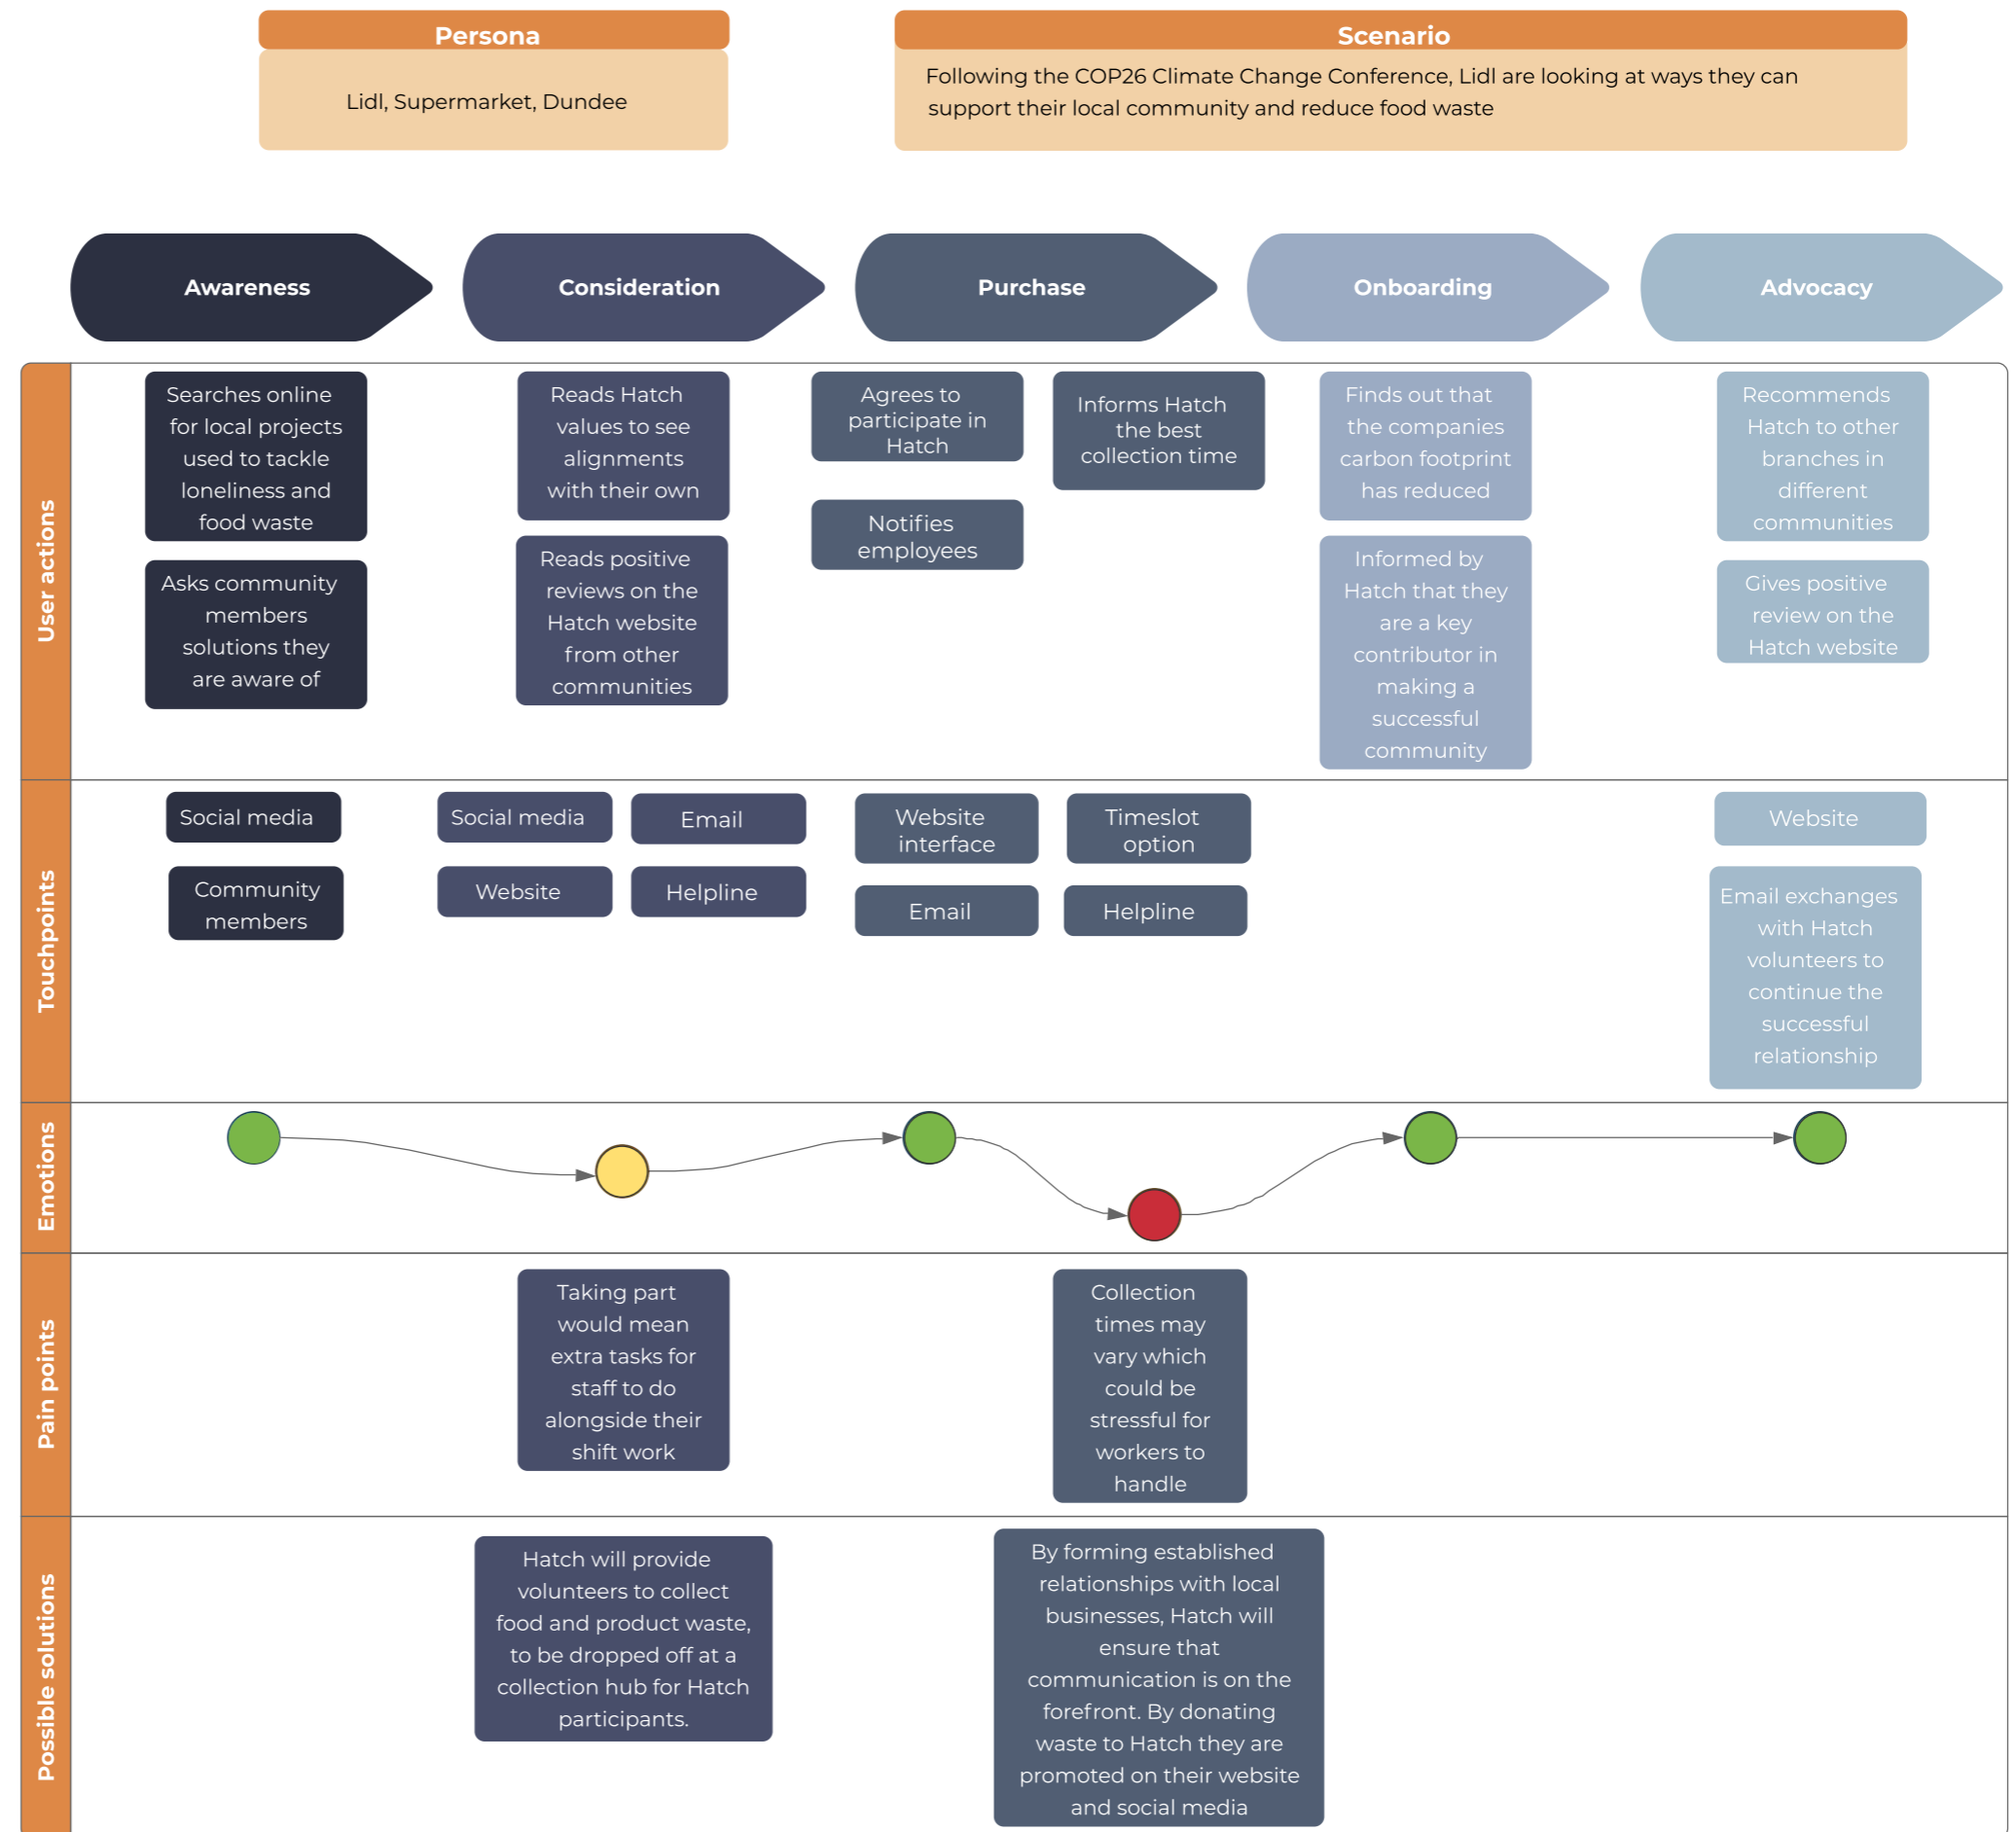 Persona
Lidl, Supermarket, Dundee
Scenario
Following the COP26 Climate Change Conference, Lidl are looking at ways they can
support their local community and reduce food waste
Awareness
Consideration
Purchase
Onboarding
Advocacy
User actions
Searches online
for local projects
used to tackle
loneliness and
food waste
Asks community
members
solutions they
are aware of
Reads Hatch
values to see
alignments
with their own
Reads positive
reviews on the
Hatch website
from other
communities
Agrees to
participate in
Hatch
Notifies
employees
Informs Hatch
the best
collection time
Finds out that
the companies
carbon footprint
has reduced
Informed by
Hatch that they
are a key
contributor in
making a
successful
community
Recommends
Hatch to other
branches in
different
communities
Gives positive
review on the
Hatch website
Touchpoints
Social media
Community
members
Social media
Email
Website
Helpline
Website
interface
Timeslot
option
Email
Helpline
Website
Email exchanges
with Hatch
volunteers to
continue the
successful
relationship
Emotions
Pain points
Taking part
would mean
extra tasks for
staff to do
alongside their
shift work
Collection
times may
vary which
could be
stressful for
workers to
handle
Possible solutions
Hatch will provide
volunteers to collect
food and product waste,
to be dropped off at a
collection hub for Hatch
participants.
By forming established
relationships with local
businesses, Hatch will
ensure that
communication is on the
forefront. By donating
waste to Hatch they are
promoted on their website
and social media